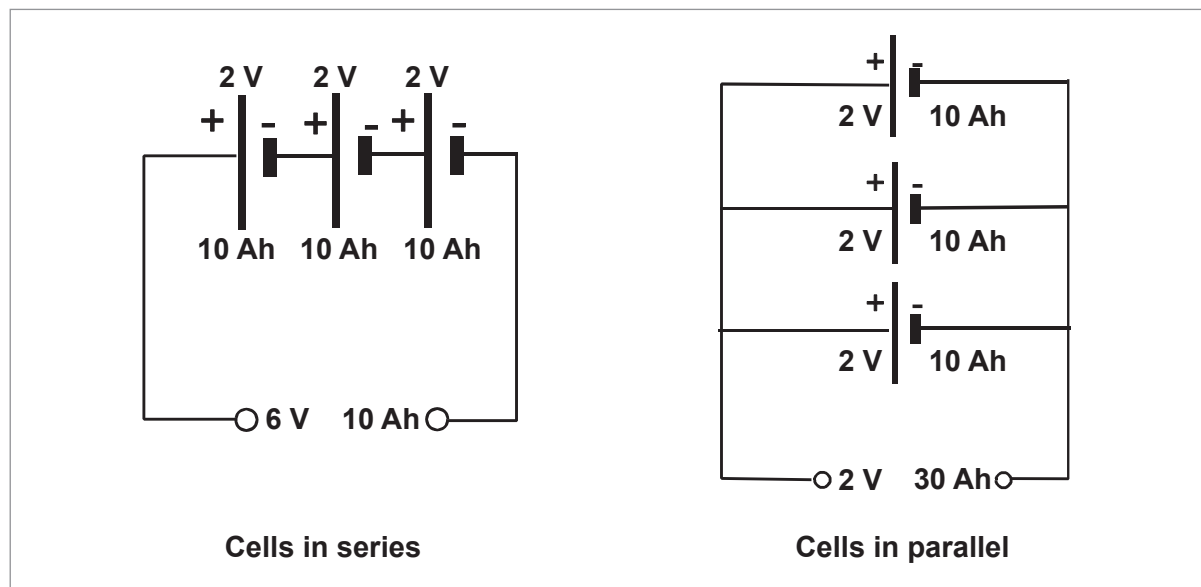 2 V 2 V 2 V
+ - + - + -
10 Ah 10 Ah 10 Ah
6 V 10 Ah
Cells in series
+ -
2 V 10 Ah
+ -
2 V 10 Ah
+ -
2 V 10 Ah
2 V 30 Ah
Cells in parallel